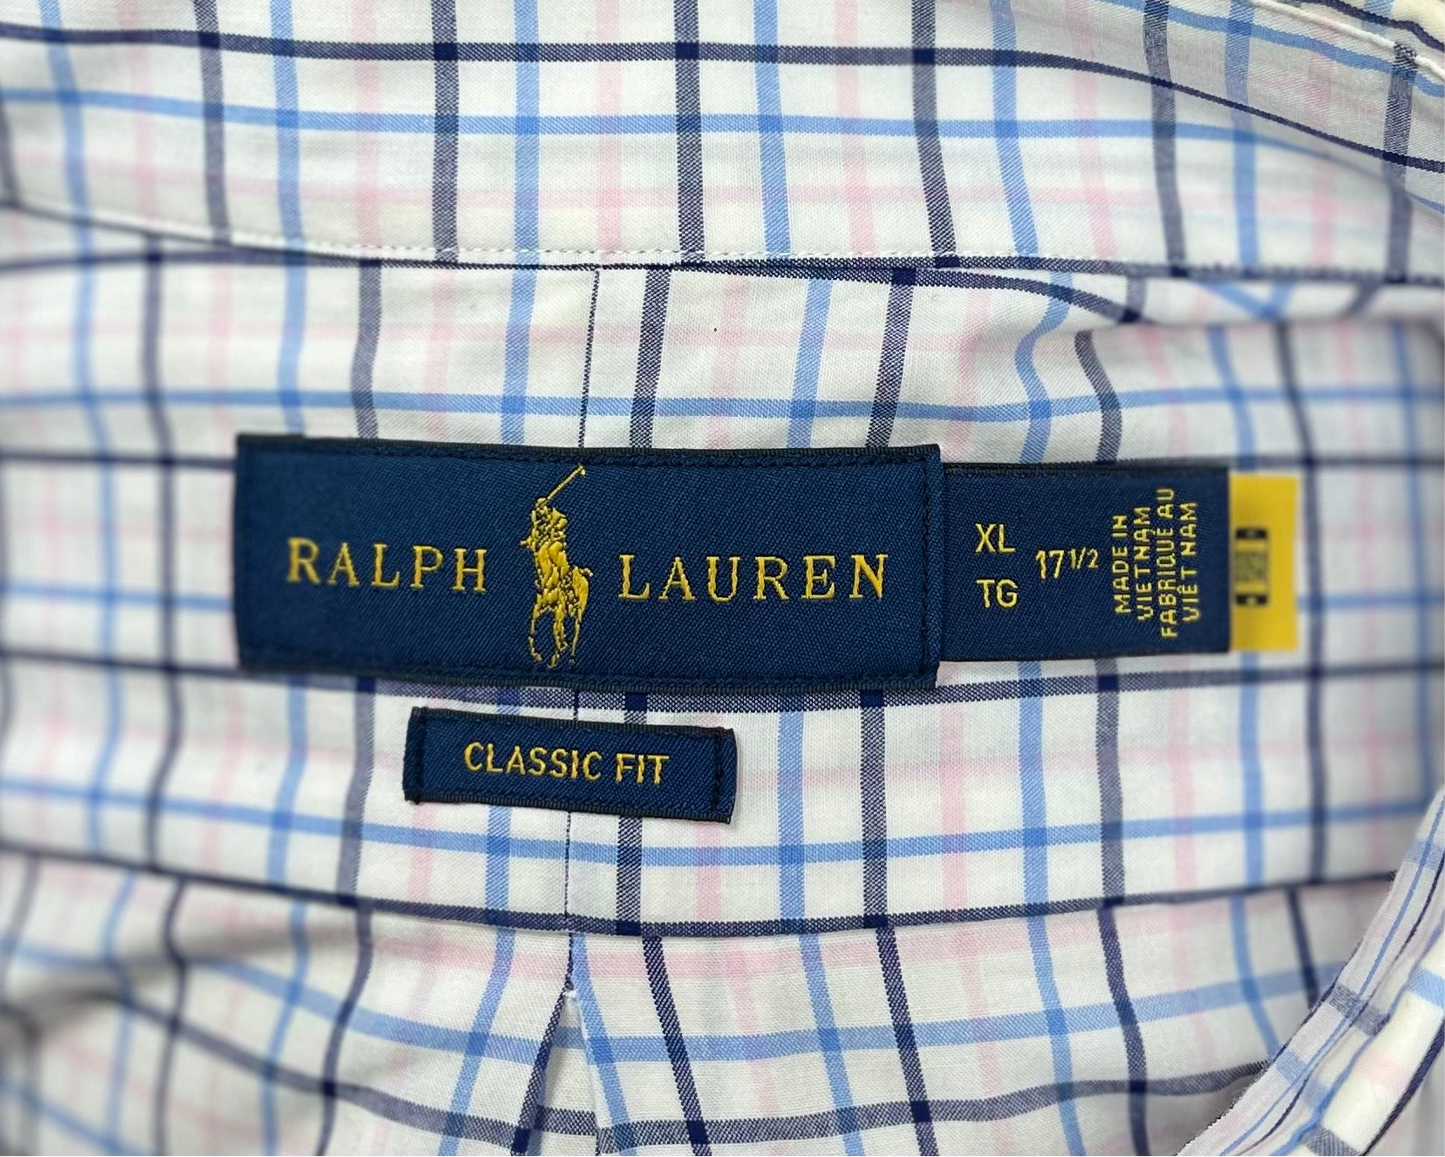 RALPH LAUREN
XL
TG
17 1/2
MADE IN
VIETNAM
FABRIQUÉ AU
VIÊT NAM
CLASSIC FIT